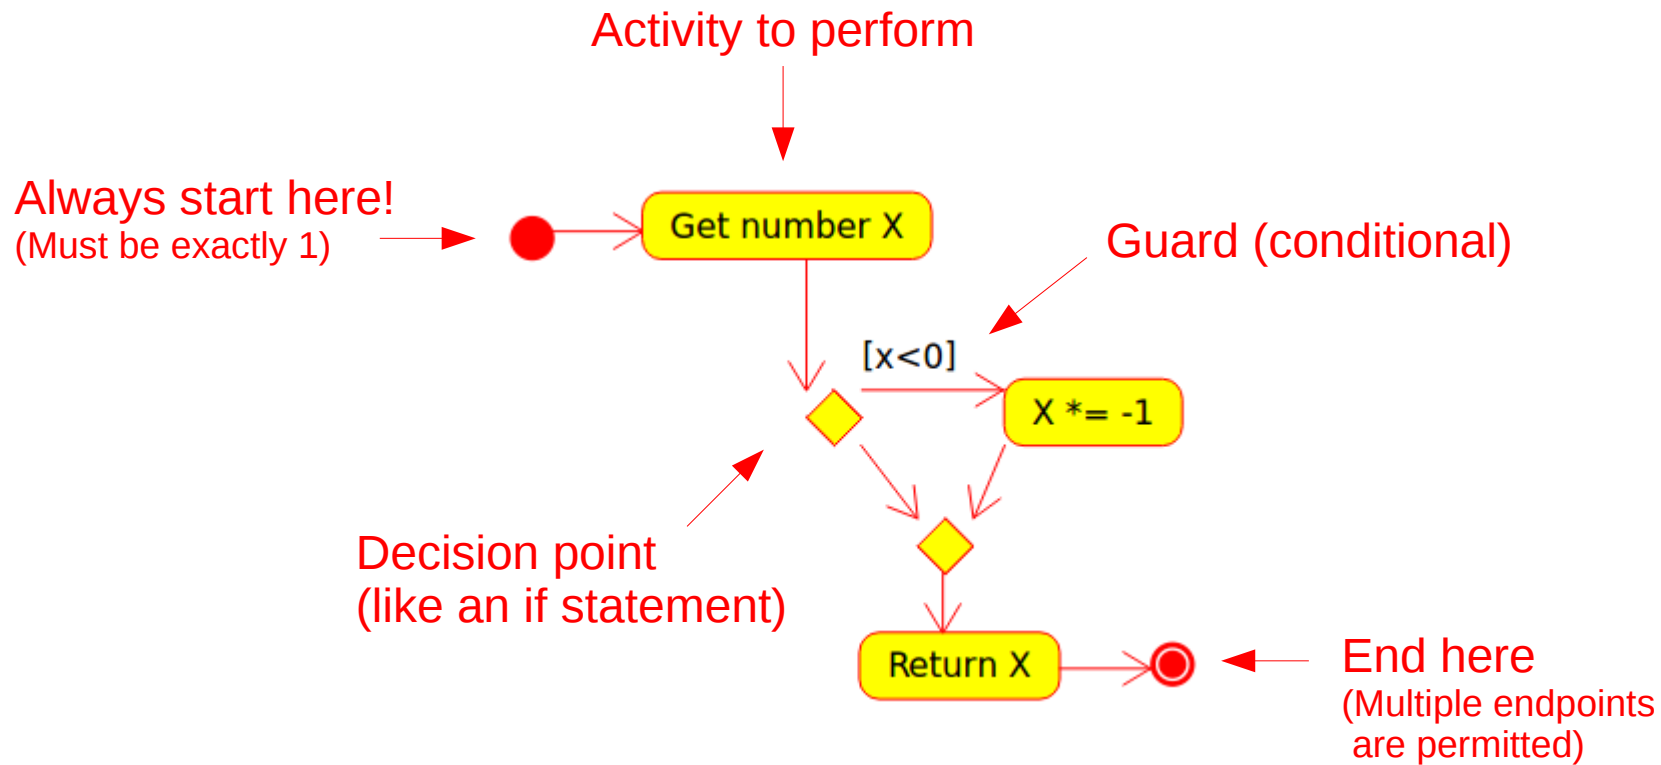 Activity to perform
Always start here!
(Must be exactly 1)
Get number X
Guard (conditional)
[x<0]
X *= -1
Decision point
(like an if statement)
Return X
End here
(Multiple endpoints
are permitted)